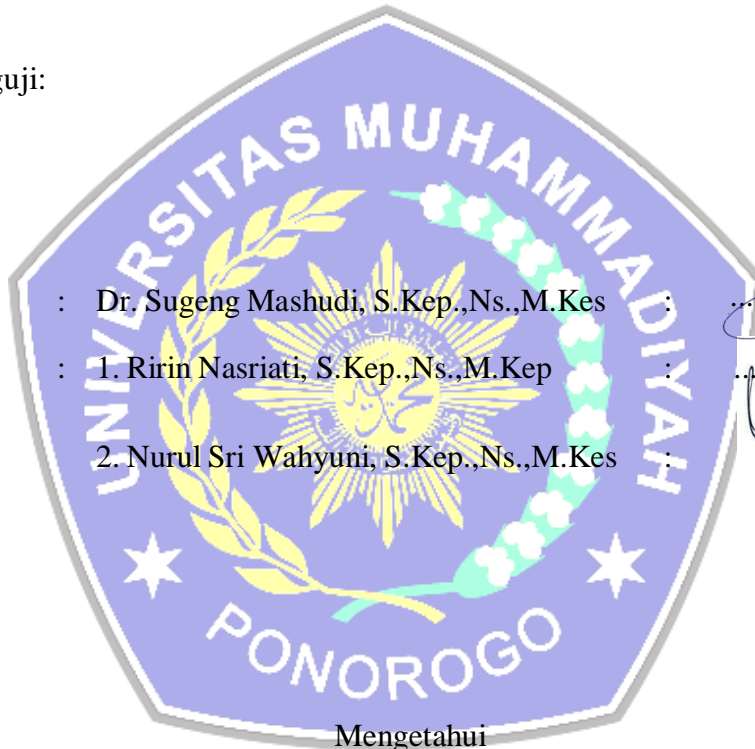 guji:
UNIVERSITAS MUHAMMADIYAH
: Dr. Sugeng Mashudi, S.Kep.,Ns.,M.Kes : ...
: 1. Ririn Nasriati, S.Kep.,Ns.,M.Kep : ...
2. Nurul Sri Wahyuni, S.Kep.,Ns.,M.Kes :
PONOROGO
Mengetahui